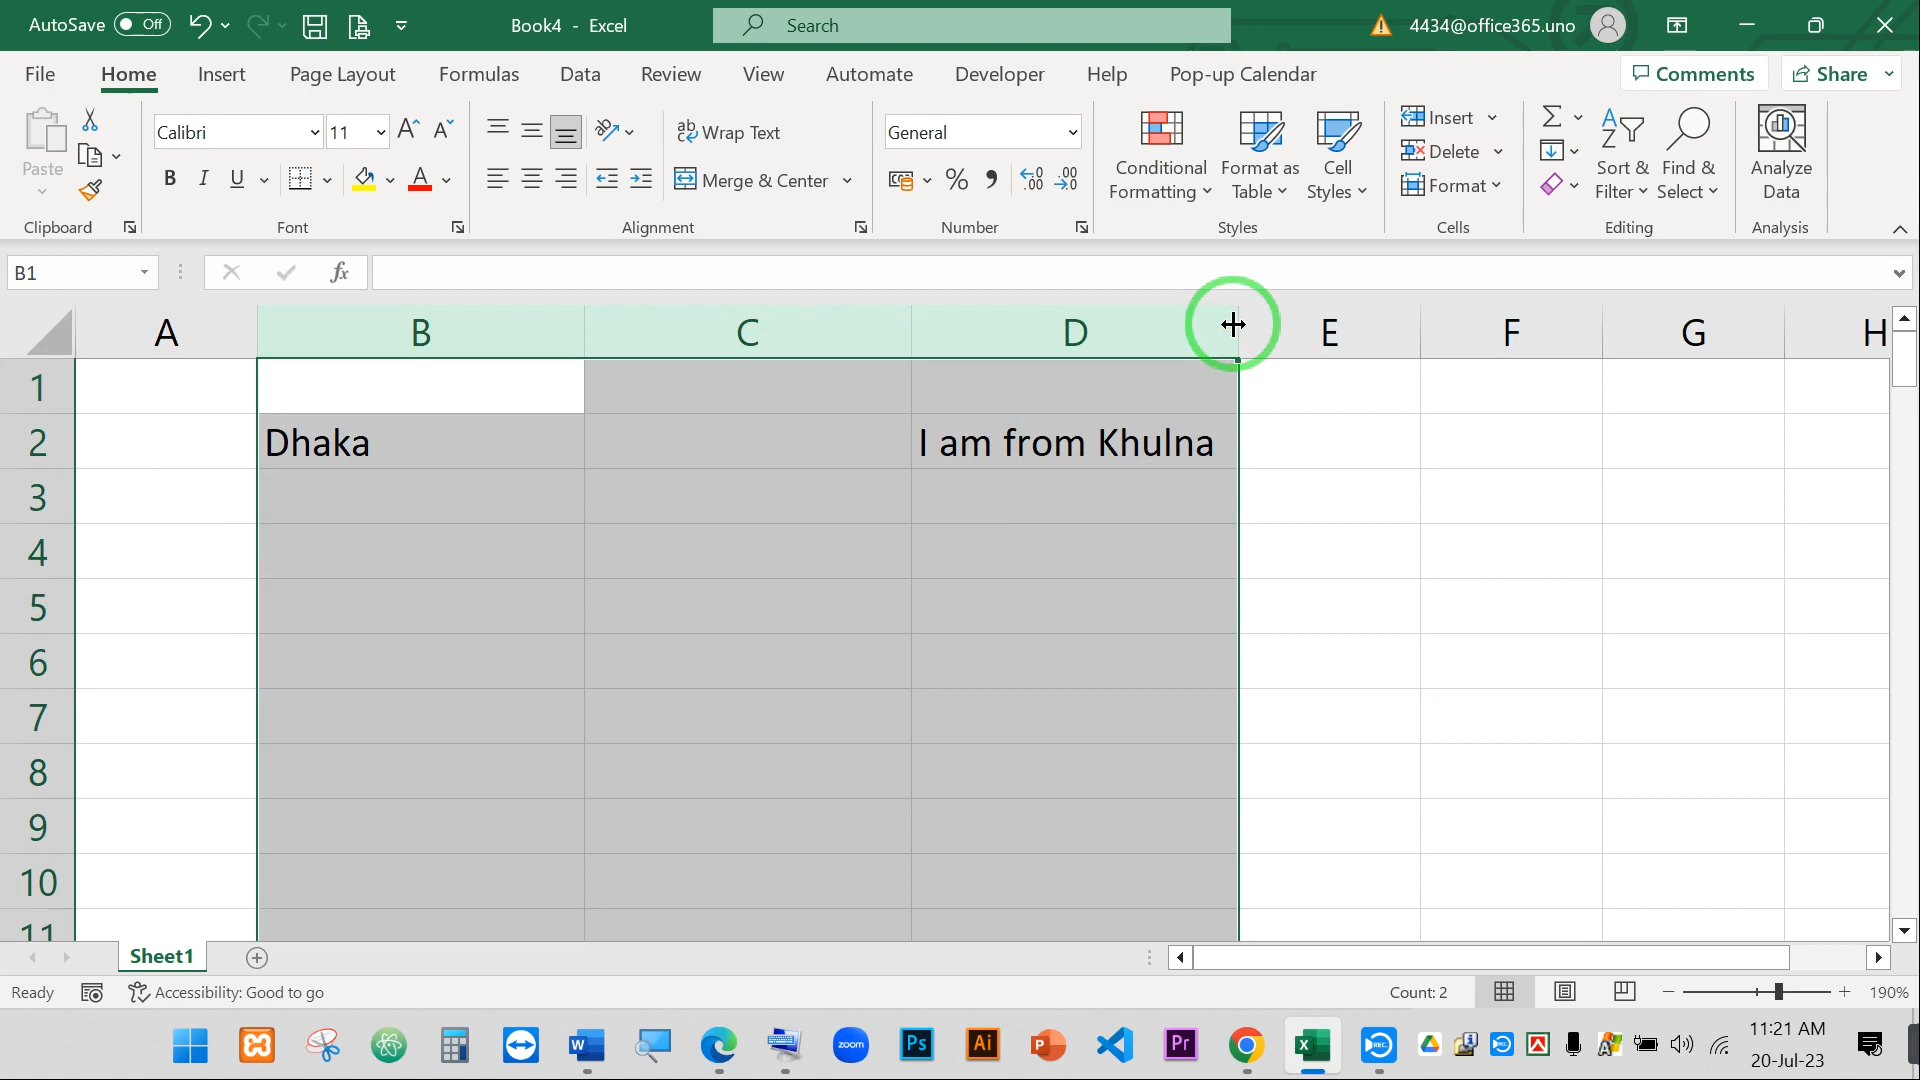 AutoSave Off Book4 - Excel Search 4434@office365.uno
File Home Insert Page Layout Formulas Data Review View Automate Developer Help Pop-up Calendar Comments Share
Paste Calibri 11 Wrap Text General Conditional Formatting Format as Table Cell Styles Insert Sort & Filter Find & Select Analyze Data
B I U Merge & Center Delete
Format
Clipboard Font Alignment Number Styles Cells Editing Analysis
B1 fx
A B C D E F G H
1
2 Dhaka I am from Khulna
3
4
5
6
7
8
9
10
11
Sheet1
Ready Accessibility: Good to go Count: 2 190%
11:21 AM
20-Jul-23